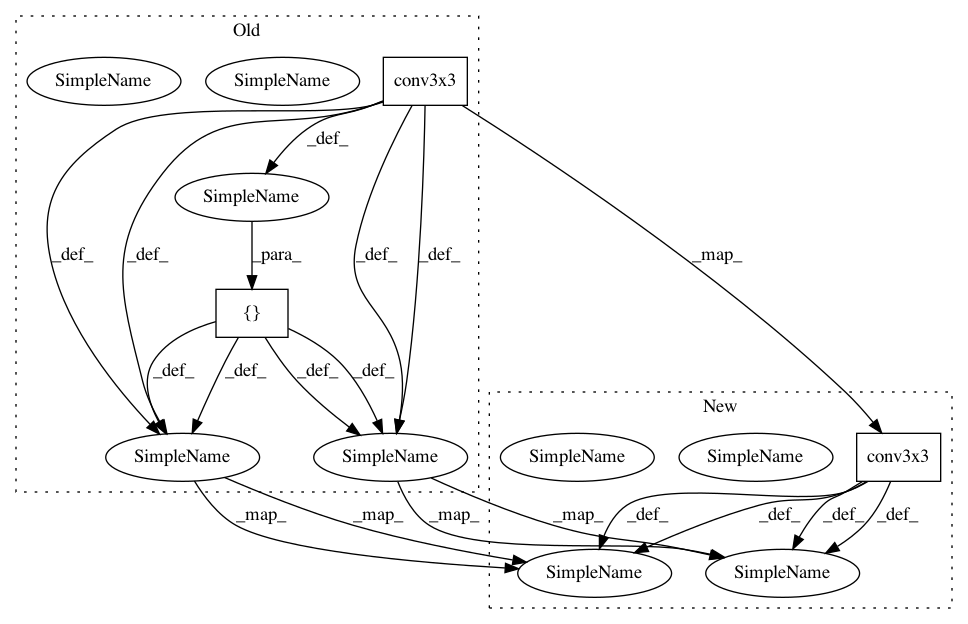 Old
SimpleName
SimpleName
conv3x3
_def_
SimpleName
_def_
_def_
_para_
_def_
_def_
_map_
{}
_def_
_def_
_def_
_def_
New
SimpleName
SimpleName
SimpleName
SimpleName
conv3x3
_map_
_map_
_map_
_map_
_def_
_def_
_def_
_def_
SimpleName
SimpleName